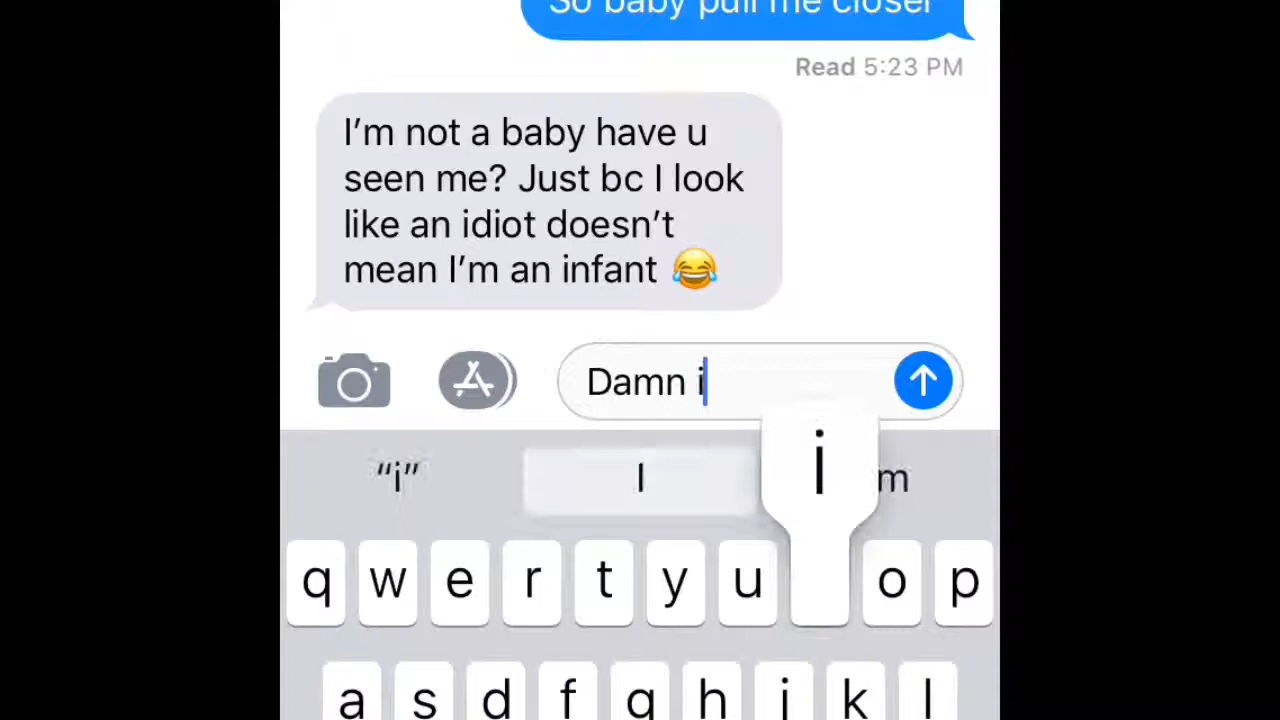 So baby pull me closer
Read 5:23 PM
I’m not a baby have u
seen me? Just bc I look
like an idiot doesn’t
mean I’m an infant 😂
Damn i
“i” I m
i
q w e r t y u o p
a s d f g h j k l